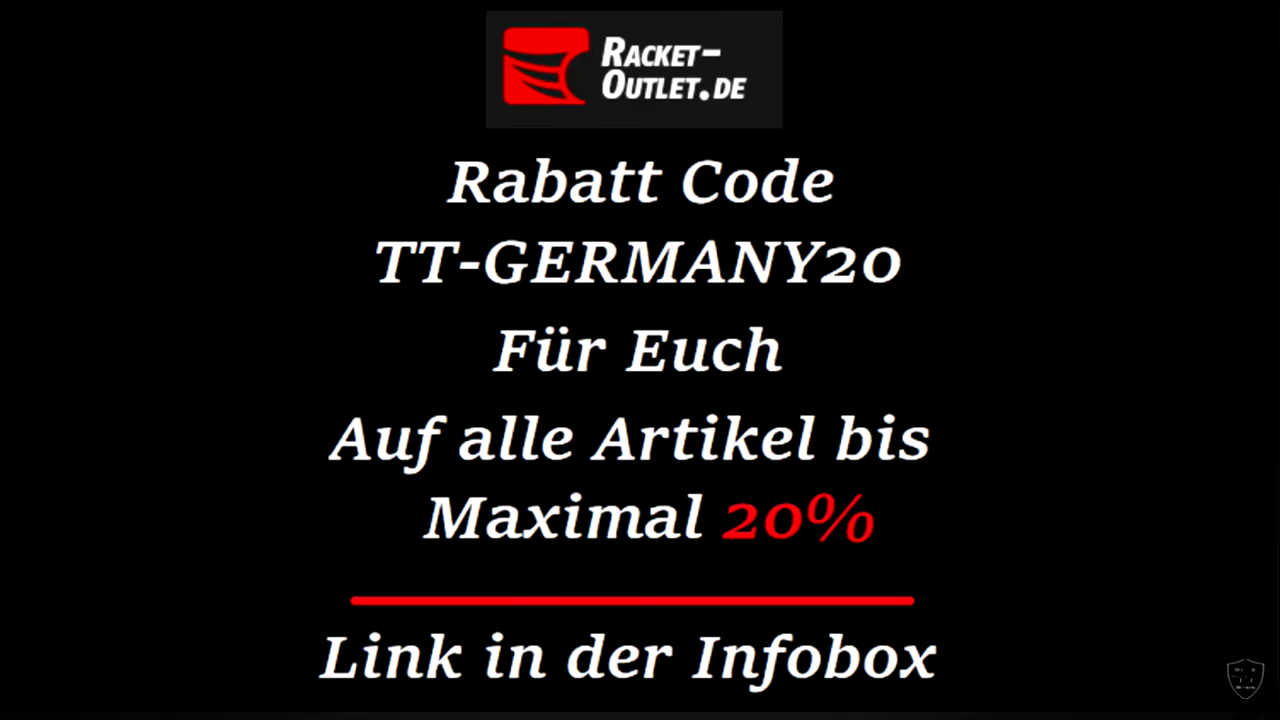 Racket-
Outlet.de
Rabatt Code
TT-GERMANY20
Für Euch
Auf alle Artikel bis
Maximal 20%
Link in der Infobox